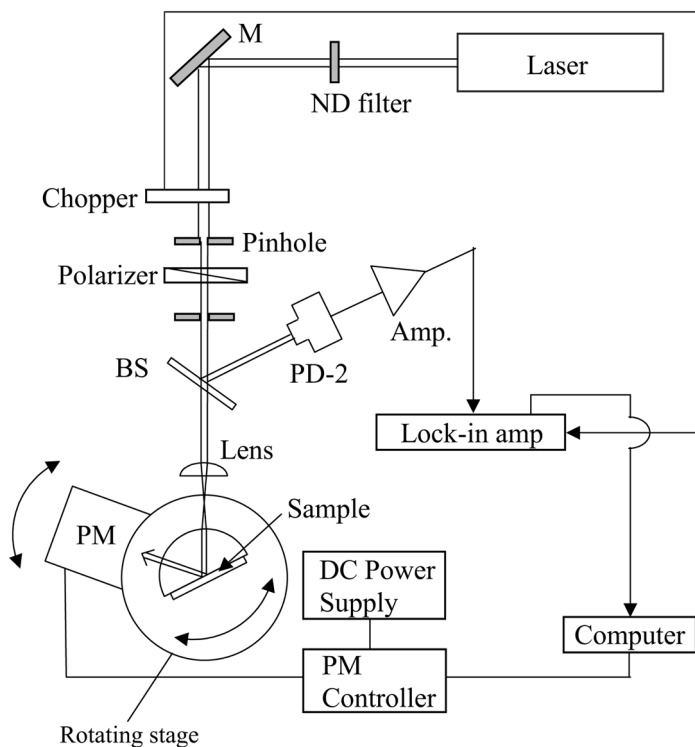 M
Laser
ND filter
Chopper
Pinhole
Polarizer
Amp.
PD-2
BS
Lock-in amp
Lens
Sample
PM
DC Power
Supply
Computer
PM
Controller
Rotating stage